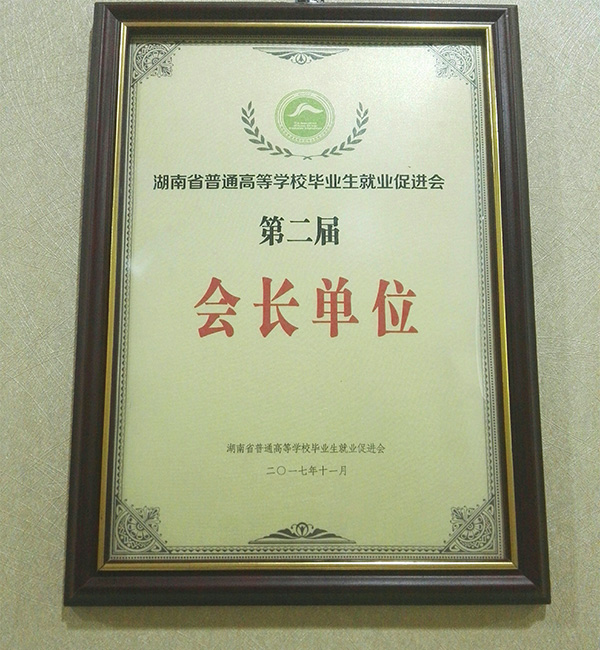 湖南省普通高等学校毕业生就业促进会
第二届
会长单位
湖南省普通高等学校毕业生就业促进会
二〇一七年十一月